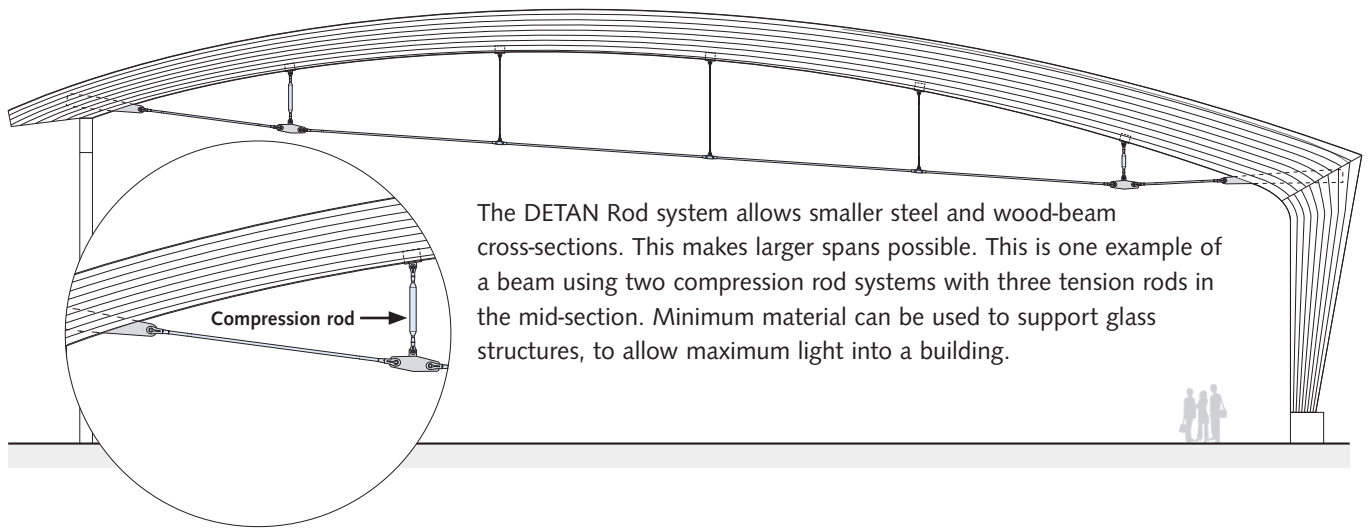 The DETAN Rod system allows smaller steel and wood-beam
cross-sections. This makes larger spans possible. This is one example of
a beam using two compression rod systems with three tension rods in
the mid-section. Minimum material can be used to support glass
structures, to allow maximum light into a building.
Compression rod